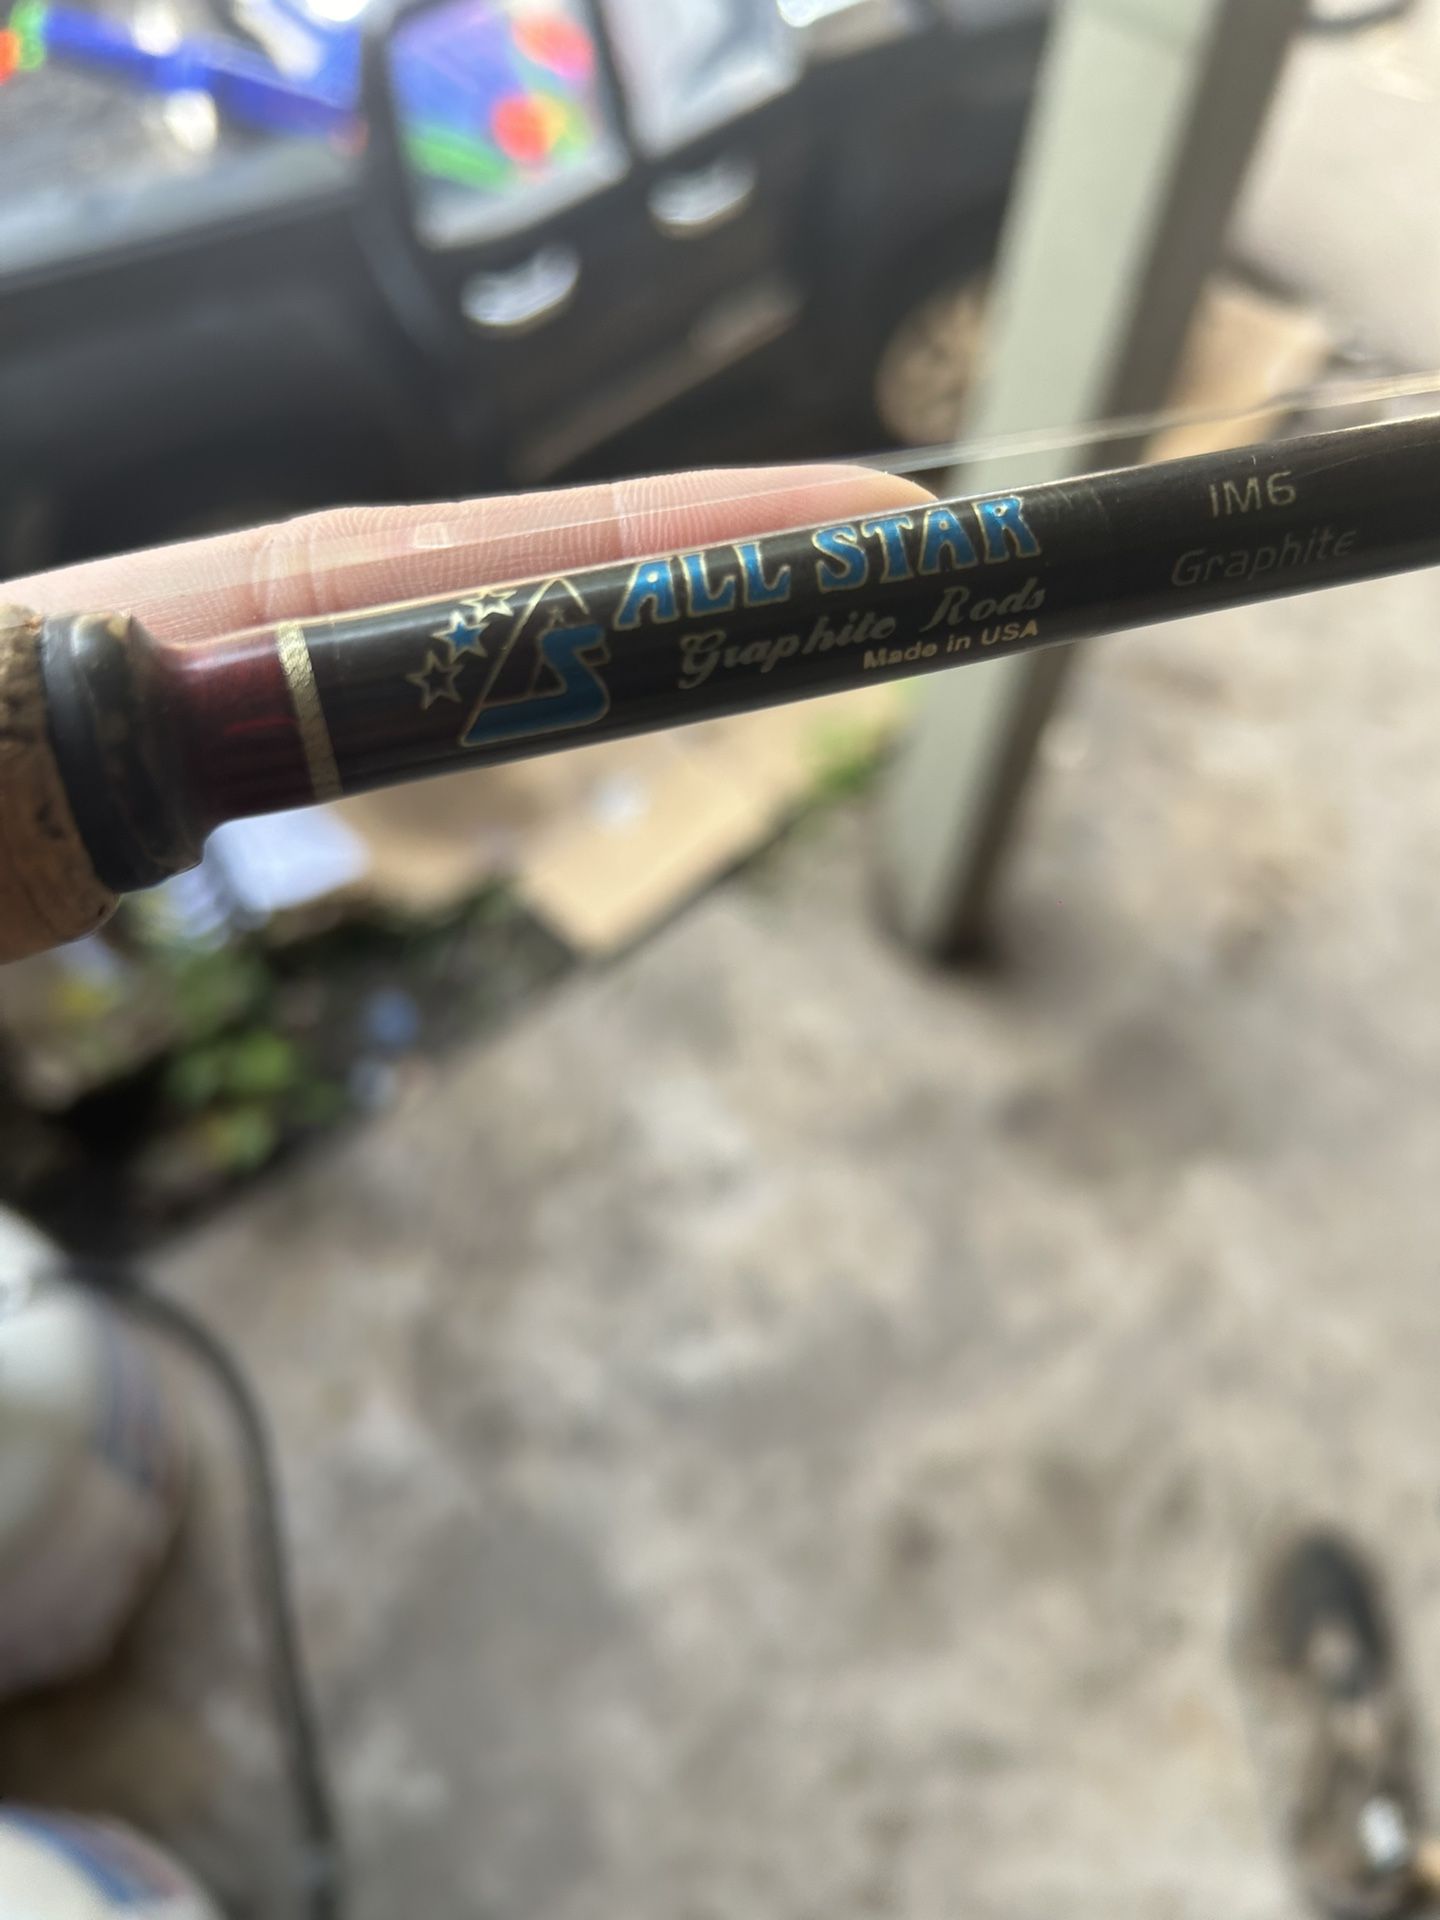 ALL STAR
Graphite Rods
Made in USA
IM6
Graphite